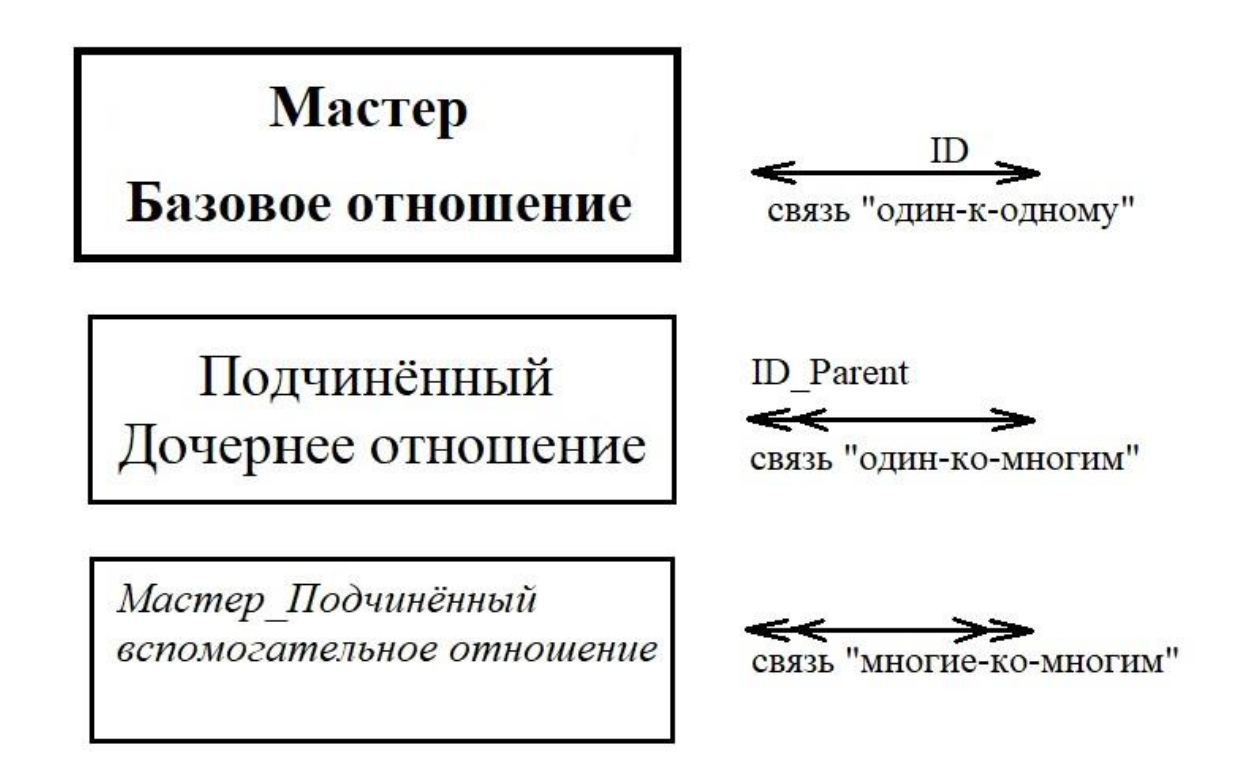 Мастер
Базовое отношение
ID
связь "один-к-одному"
Подчинённый
Дочернее отношение
ID_Parent
связь "один-ко-многим"
Мастер_Подчинённый
вспомогательное отношение
связь "многие-ко-многим"